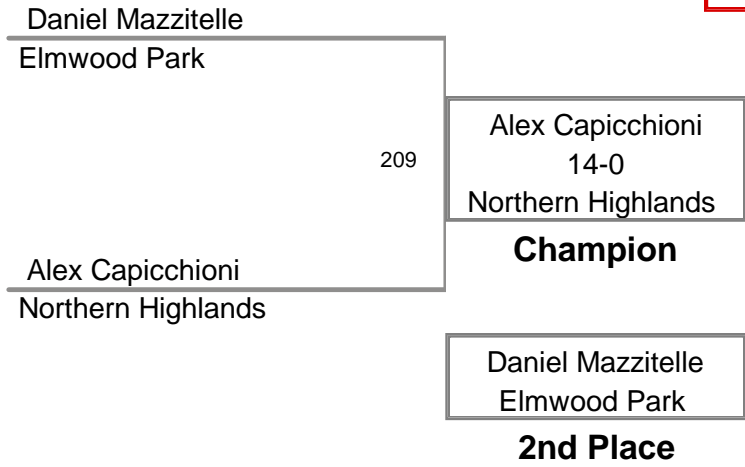 Daniel Mazzitelle
Elmwood Park
209
Alex Capicchioni
14-0
Northern Highlands
Champion
Alex Capicchioni
Northern Highlands
Daniel Mazzitelle
Elmwood Park
2nd Place